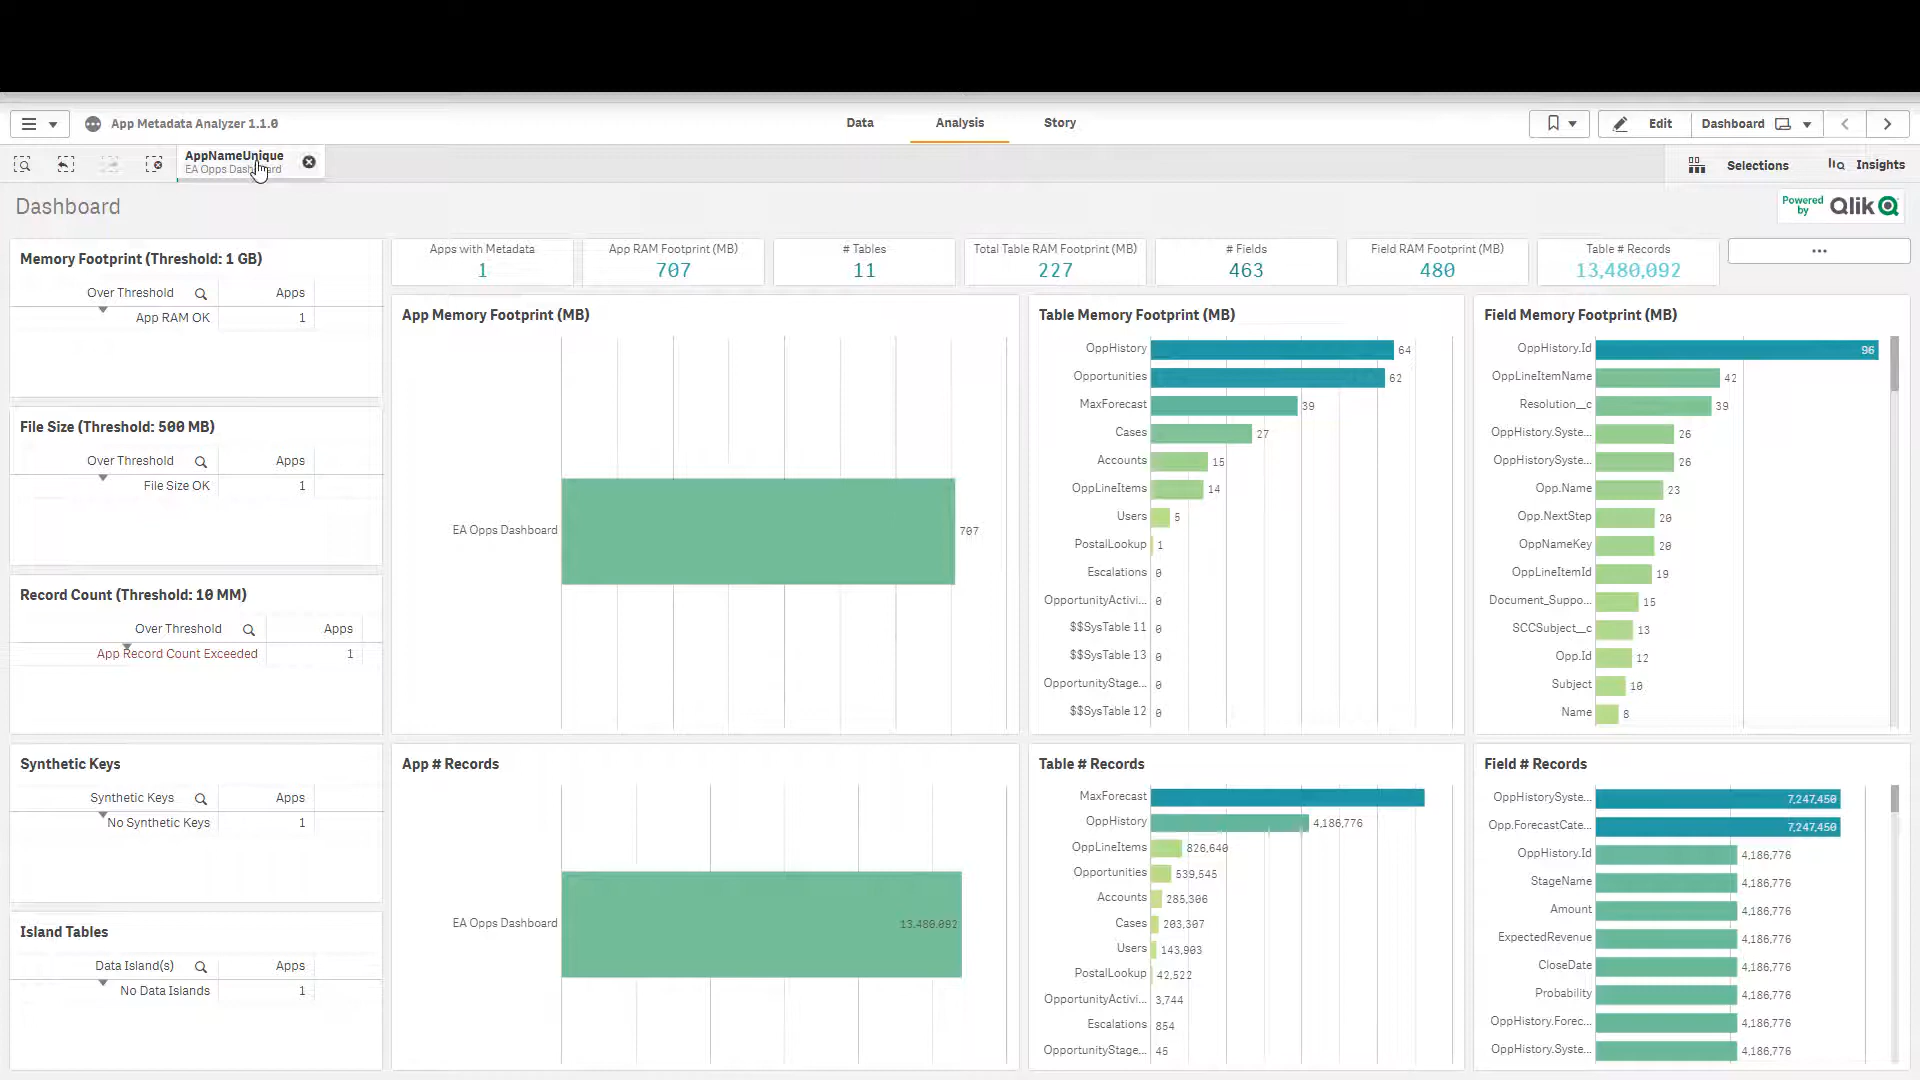 App Metadata Analyzer 1.1.0
Data
Analysis
Story
Edit
Dashboard
AppNameUnique
EA Opps Dashboard
Selections
Insights
Dashboard
Powered by Qlik
Memory Footprint (Threshold: 1 GB)
Over Threshold Apps
App RAM OK 1
File Size (Threshold: 500 MB)
Over Threshold Apps
File Size OK 1
Record Count (Threshold: 10 MM)
Over Threshold Apps
App Record Count Exceeded 1
Synthetic Keys
Synthetic Keys Apps
No Synthetic Keys 1
Island Tables
Data Island(s) Apps
No Data Islands 1
Apps with Metadata
1
App RAM Footprint (MB)
707
# Tables
11
Total Table RAM Footprint (MB)
227
# Fields
463
Field RAM Footprint (MB)
480
Table # Records
13,480,092
...
App Memory Footprint (MB)
EA Opps Dashboard 707
Table Memory Footprint (MB)
OppHistory 64
Opportunities 62
MaxForecast 39
Cases 27
Accounts 15
OppLineItems 14
Users 5
PostalLookup 1
Escalations 0
OpportunityActivi... 0
$$SysTable 11 0
$$SysTable 13 0
OpportunityStage... 0
$$SysTable 12 0
Field Memory Footprint (MB)
OppHistory.Id 96
OppLineItemName 42
Resolution__c 39
OppHistory.Syste... 26
OppHistorySyste... 26
Opp.Name 23
Opp.NextStep 20
OppNameKey 20
OppLineItemId 19
Document_Suppo... 15
SCCSubject__c 13
Opp.Id 12
Subject 10
Name 8
App # Records
EA Opps Dashboard 13,480,092
Table # Records
MaxForecast
OppHistory 4,186,776
OppLineItems 826,640
Opportunities 539,545
Accounts 285,306
Cases 203,307
Users 143,903
PostalLookup 42,522
OpportunityActivi... 3,744
Escalations 854
OpportunityStage... 45
Field # Records
OppHistorySyste... 7,247,450
Opp.ForecastCate... 7,247,450
OppHistory.Id 4,186,776
StageName 4,186,776
Amount 4,186,776
ExpectedRevenue 4,186,776
CloseDate 4,186,776
Probability 4,186,776
OppHistory.Forec... 4,186,776
OppHistory.Syste... 4,186,776